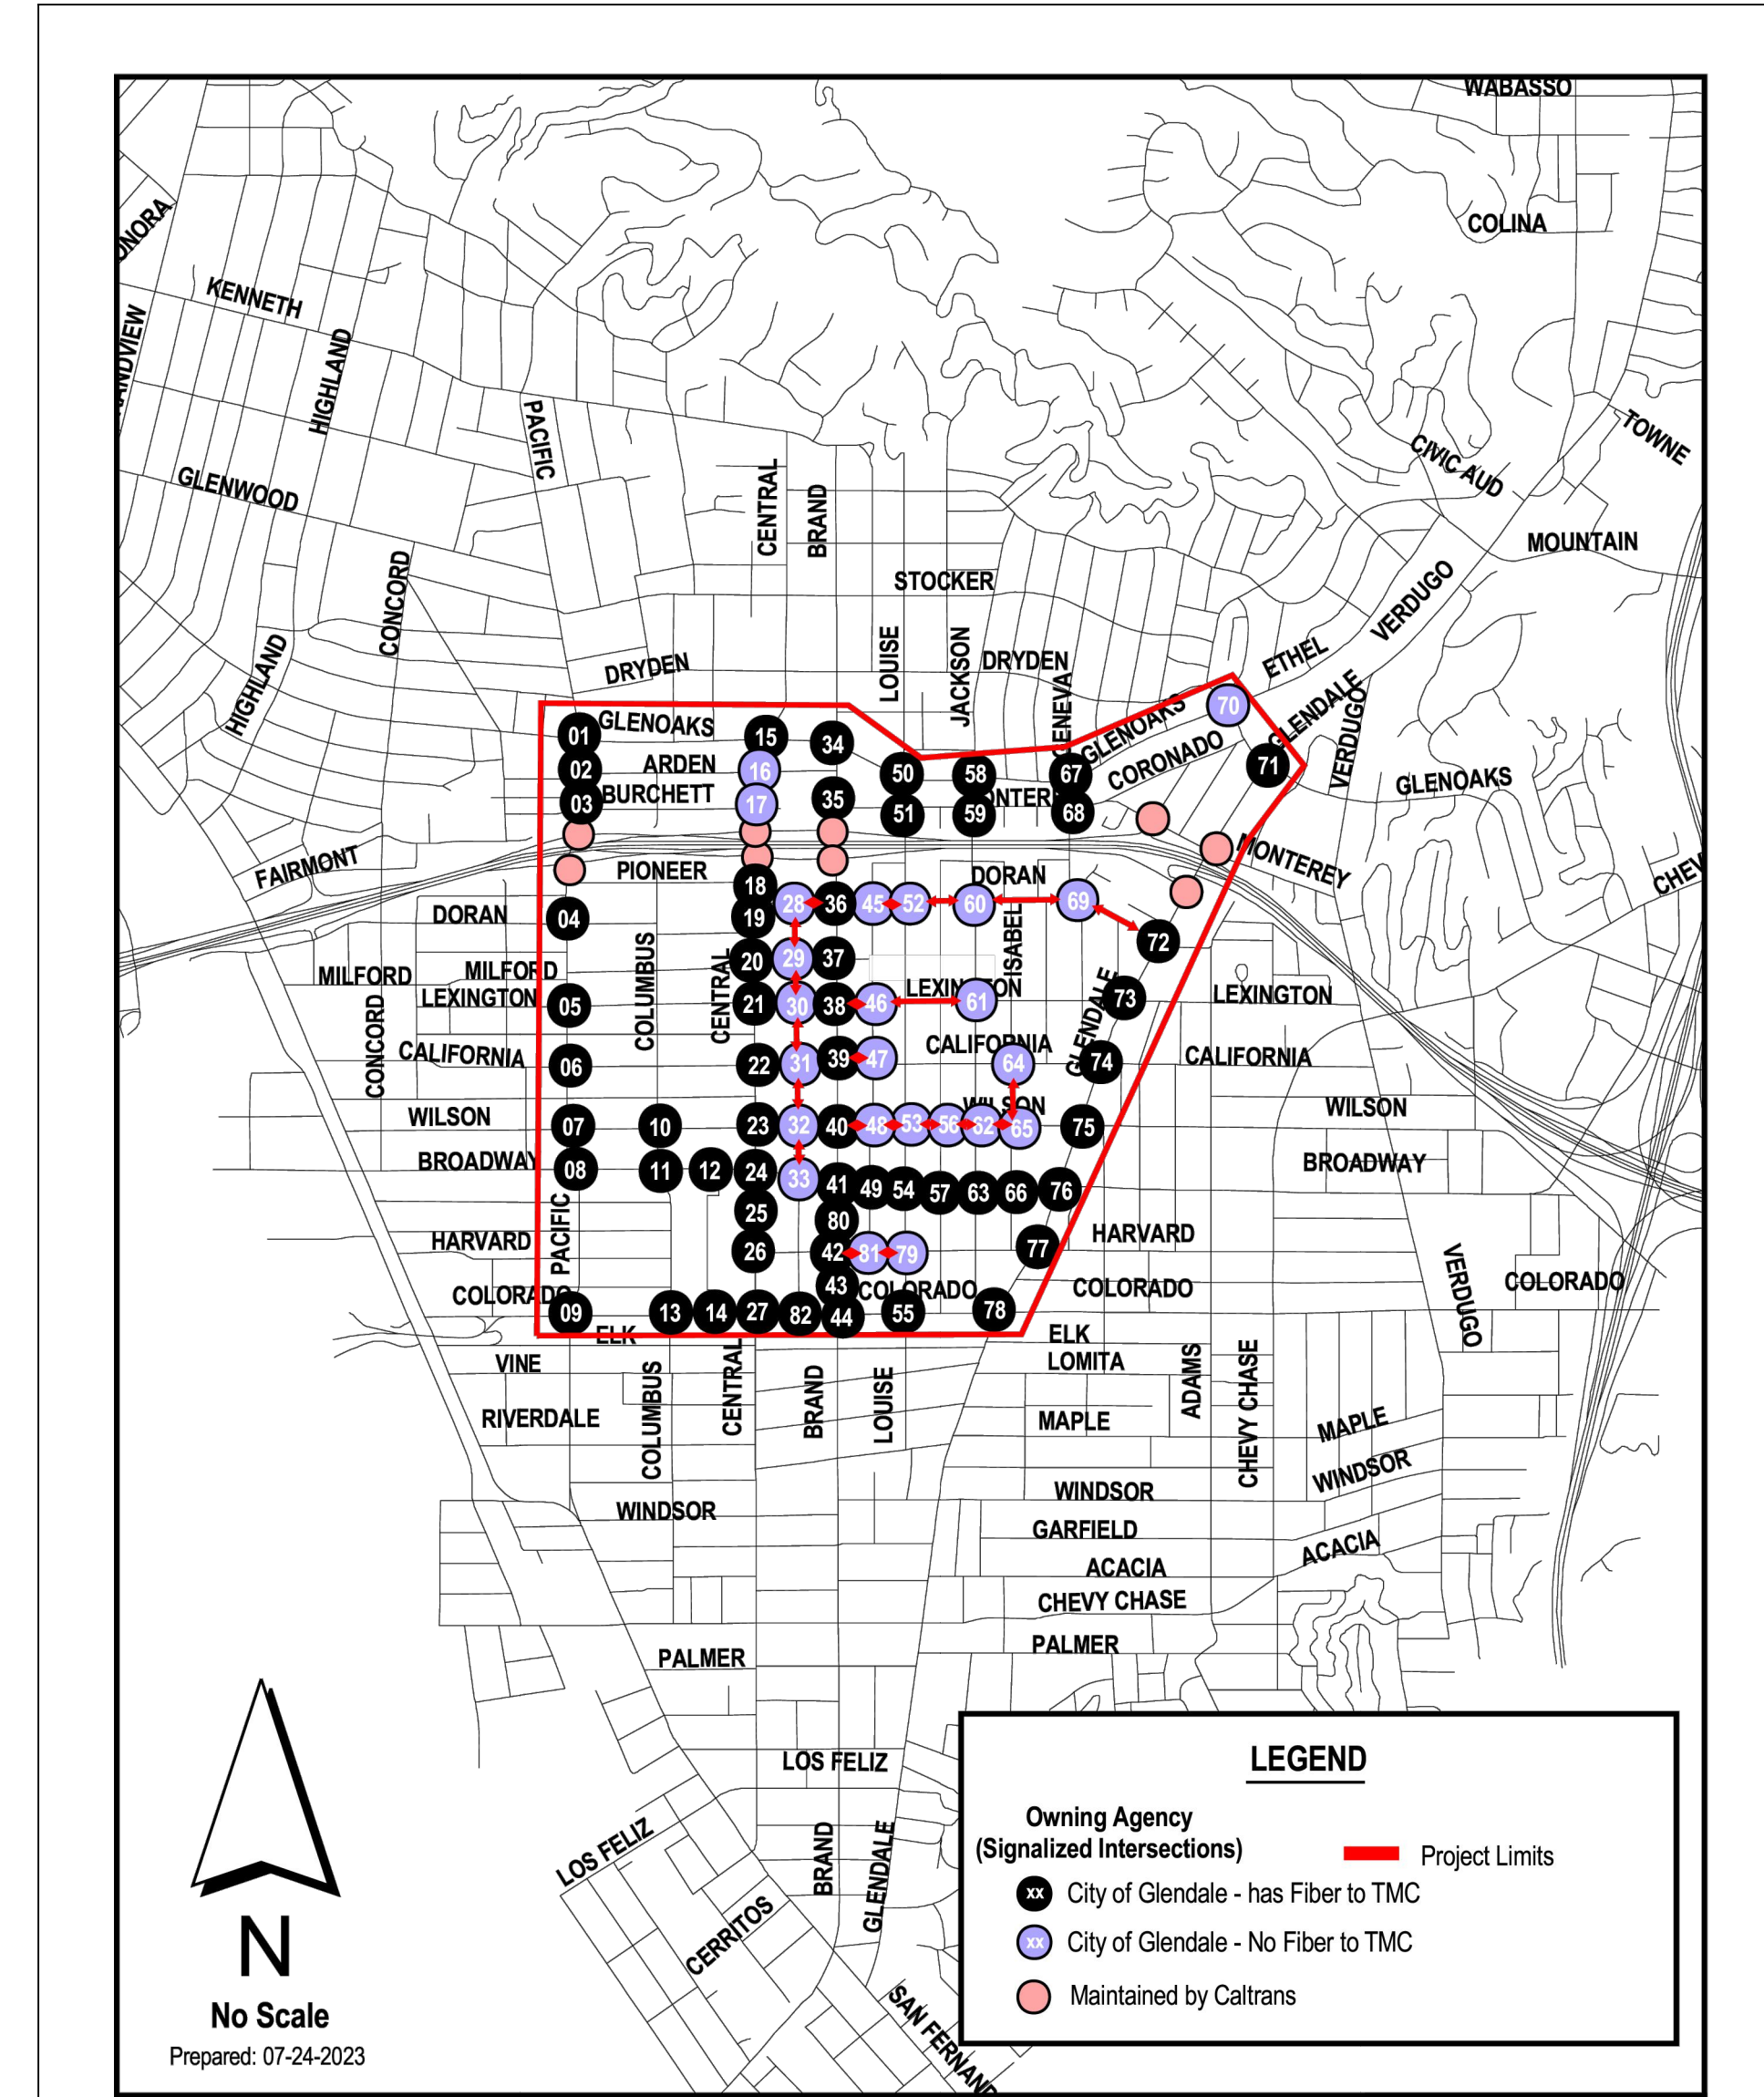 WABASSO
COLINA
KENNETH
HIGHLAND
PACIFIC
GLENWOOD
CENTRAL
BRAND
CIVIC AUD
TOWNE
MOUNTAIN
CONCORD
STOCKER
VERDUGO
HIGHLAND
DRYDEN
LOUISE
JACKSON
DRYDEN
ETHEL
GLENDALE
VERDUGO
GLENOAKS
GLENOAKS
70
01
15
34
ARDEN
CORONADO
71
02
16
50
58
67
GLENOAKS
03
BURCHETT
17
35
51
59
68
FAIRMONT
PIONEER
MONTEREY
DORAN
18
28
36
45
52
60
69
DORAN
04
19
72
COLUMBUS
CENTRAL
ISABEL
20
29
37
MILFORD
MILFORD
LEXINGTON
05
21
30
38
46
LEXINGTON
61
73
LEXINGTON
CONCORD
CALIFORNIA
06
22
31
39
47
CALIFORNIA
64
GLENDALE
74
CALIFORNIA
WILSON
07
10
23
32
40
48
53
56
62
65
WILSON
75
WILSON
BROADWAY
08
11
12
24
33
41
49
54
57
63
66
76
BROADWAY
PACIFIC
25
80
HARVARD
26
42
81
79
77
HARVARD
VERDUGO
43
COLORADO
COLORADO
COLORADO
COLORADO
09
13
14
27
82
44
55
78
ELK
ELK
VINE
LOMITA
COLUMBUS
CENTRAL
BRAND
LOUISE
ADAMS
CHEVY CHASE
RIVERDALE
MAPLE
MAPLE
WINDSOR
WINDSOR
WINDSOR
GARFIELD
ACACIA
ACACIA
CHEVY CHASE
PALMER
PALMER
LOS FELIZ
LOS FELIZ
BRAND
GLENDALE
CERRITOS
LEGEND
Owning Agency
(Signalized Intersections)
Project Limits
xx City of Glendale - has Fiber to TMC
xx City of Glendale - No Fiber to TMC
Maintained by Caltrans
N
No Scale
Prepared: 07-24-2023